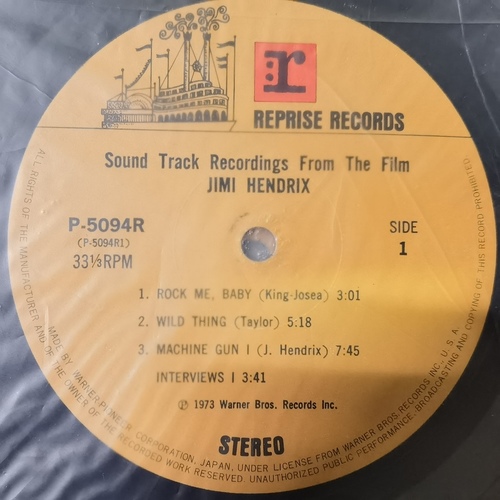 r
REPRISE RECORDS
Sound Track Recordings From The Film
JIMI HENDRIX
P-5094R
(P-5094R1)
33⅓RPM
SIDE
1
1. ROCK ME, BABY (King-Josea) 3:01
2. WILD THING (Taylor) 5:18
3. MACHINE GUN I (J. Hendrix) 7:45
INTERVIEWS I 3:41
℗ 1973 Warner Bros. Records Inc.
STEREO
ALL RIGHTS OF THE MANUFACTURER AND OF THE OWNER OF THE RECORDED WORK RESERVED. UNAUTHORIZED PUBLIC PERFORMANCE·BROADCASTING AND COPYING OF THIS RECORD PROHIBITED
MADE BY WARNER-PIONEER CORPORATION, JAPAN, UNDER LICENSE FROM WARNER BROS. RECORDS INC., U.S.A.